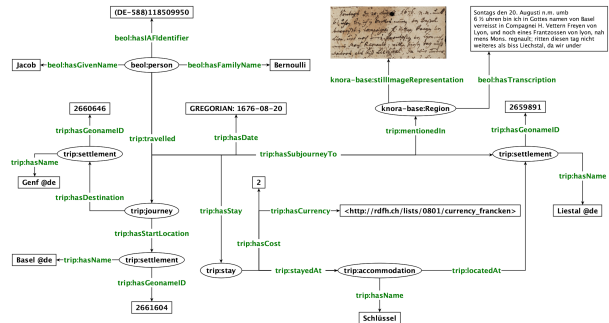 (DE-588)118509950
Sontags den 20. Augusti n.m. umb
6 ½ uhren bin ich in Gottes namen von Basel
verreisst in Compagnei H. Vettern Freyen von
Lyon, und noch eines Frantzossen von lyon, nah
mens Mons. regnault, ritten diesen tag nicht
weiteres als biss Liechstal, da wir under
beol:hasIAFIdentifier
Jacob
beol:hasGivenName
beol:person
beol:hasFamilyName
Bernoulli
knora-base:stillImageRepresentation
beol:hasTranscription
2660646
GREGORIAN: 1676-08-20
knora-base:Region
2659891
trip:hasGeonameID
trip:travelled
trip:hasDate
trip:mentionedIn
trip:hasGeonameID
trip:settlement
trip:hasSubjourneyTo
trip:settlement
trip:hasName
Genf @de
trip:hasDestination
2
trip:hasName
trip:journey
trip:hasStay
trip:hasCurrency
<http://rdfh.ch/lists/0801/currency_francken>
Liestal @de
trip:hasStartLocation
trip:hasCost
Basel @de
trip:hasName
trip:settlement
trip:stay
trip:stayedAt
trip:accommodation
trip:locatedAt
trip:hasGeonameID
trip:hasName
2661604
Schlüssel